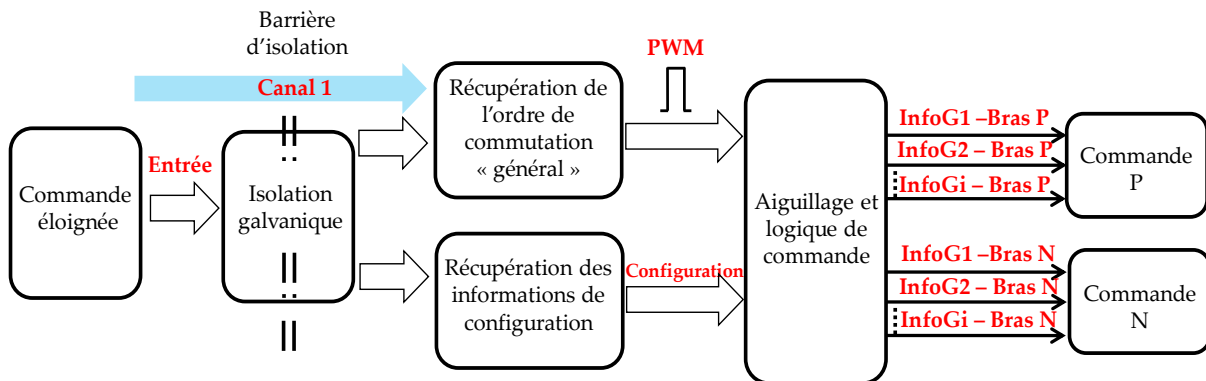 Barrière
d'isolation
Canal 1
Commande
éloignée
Entrée
Isolation
galvanique
Récupération de
l'ordre de
commutation
« général »
Récupération des
informations de
configuration
PWM
Configuration
Aiguillage et
logique de
commande
InfoG1 –Bras P
InfoG2 – Bras P
InfoGi – Bras P
Commande
P
InfoG1 –Bras N
InfoG2 – Bras N
InfoGi – Bras N
Commande
N